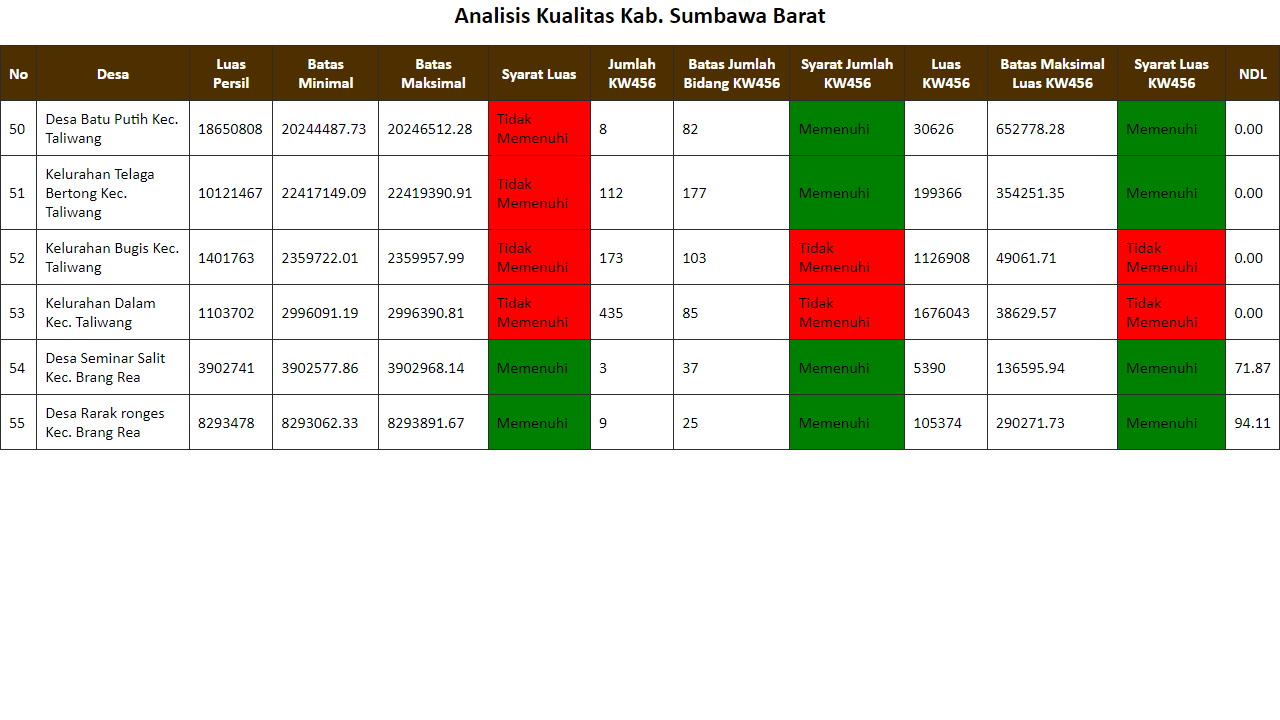 Analisis Kualitas Kab. Sumbawa Barat
No Desa Luas Persil Batas Minimal Batas Maksimal Syarat Luas Jumlah KW456 Batas Jumlah Bidang KW456 Syarat Jumlah KW456 Luas KW456 Batas Maksimal Luas KW456 Syarat Luas KW456 NDL
50 Desa Batu Putih Kec. Taliwang 18650808 20244487.73 20246512.28 Tidak Memenuhi 8 82 Memenuhi 30626 652778.28 Memenuhi 0.00
51 Kelurahan Telaga Bertong Kec. Taliwang 10121467 22417149.09 22419390.91 Tidak Memenuhi 112 177 Memenuhi 199366 354251.35 Memenuhi 0.00
52 Kelurahan Bugis Kec. Taliwang 1401763 2359722.01 2359957.99 Tidak Memenuhi 173 103 Tidak Memenuhi 1126908 49061.71 Tidak Memenuhi 0.00
53 Kelurahan Dalam Kec. Taliwang 1103702 2996091.19 2996390.81 Tidak Memenuhi 435 85 Tidak Memenuhi 1676043 38629.57 Tidak Memenuhi 0.00
54 Desa Seminar Salit Kec. Brang Rea 3902741 3902577.86 3902968.14 Memenuhi 3 37 Memenuhi 5390 136595.94 Memenuhi 71.87
55 Desa Rarak ronges Kec. Brang Rea 8293478 8293062.33 8293891.67 Memenuhi 9 25 Memenuhi 105374 290271.73 Memenuhi 94.11